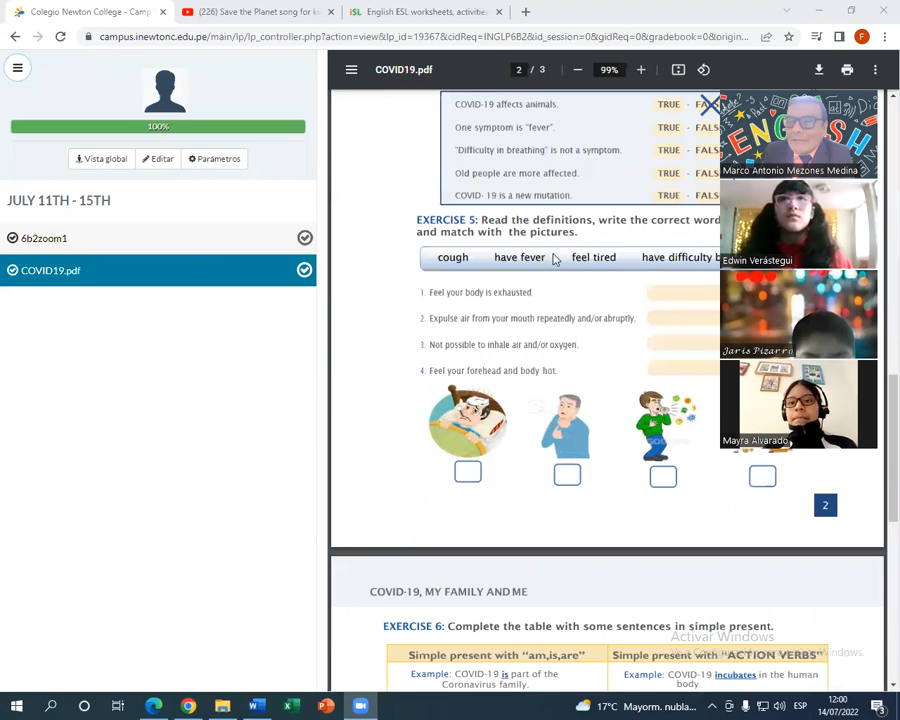 Colegio Newton College - Camp
(226) Save the Planet song for ki
iSL English ESL worksheets, activities
campus.inewtonc.edu.pe/main/lp/lp_controller.php?action=view&lp_id=19367&cidReq=INGLP6B2&id_session=0&gidReq=0&gradebook=0&origin...
F
COVID19.pdf
2 / 3
99%
100%
Vista global
Editar
Parámetros
JULY 11TH - 15TH
6b2zoom1
COVID19.pdf
COVID-19 affects animals. TRUE - FALS
One symptom is "fever". TRUE - FALS
"Difficulty in breathing" is not a symptom. TRUE - FALS
Old people are more affected. TRUE - FALS
COVID- 19 is a new mutation. TRUE - FALS
EXERCISE 5: Read the definitions, write the correct word
and match with the pictures.
cough have fever feel tired have difficulty b
1. Feel your body is exhausted
2. Expulse air from your mouth repeatedly and/or abruptly.
3. Not possible to inhale air and/or oxygen.
4. Feel your forehead and body hot.
2
ENGLISH
Marco Antonio Mezones Medina
Edwin Verástegui
Jaris Pizarro
Mayra Alvarado
COVID-19, MY FAMILY AND ME
EXERCISE 6: Complete the table with some sentences in simple present.
Simple present with "am,is,are" Simple present with "ACTION VERBS"
Example: COVID-19 is part of the
Coronavirus family.
Example: COVID-19 incubates in the human
body.
Activar Windows
17°C Mayorm. nubla...
ESP
12:00
14/07/2022
3